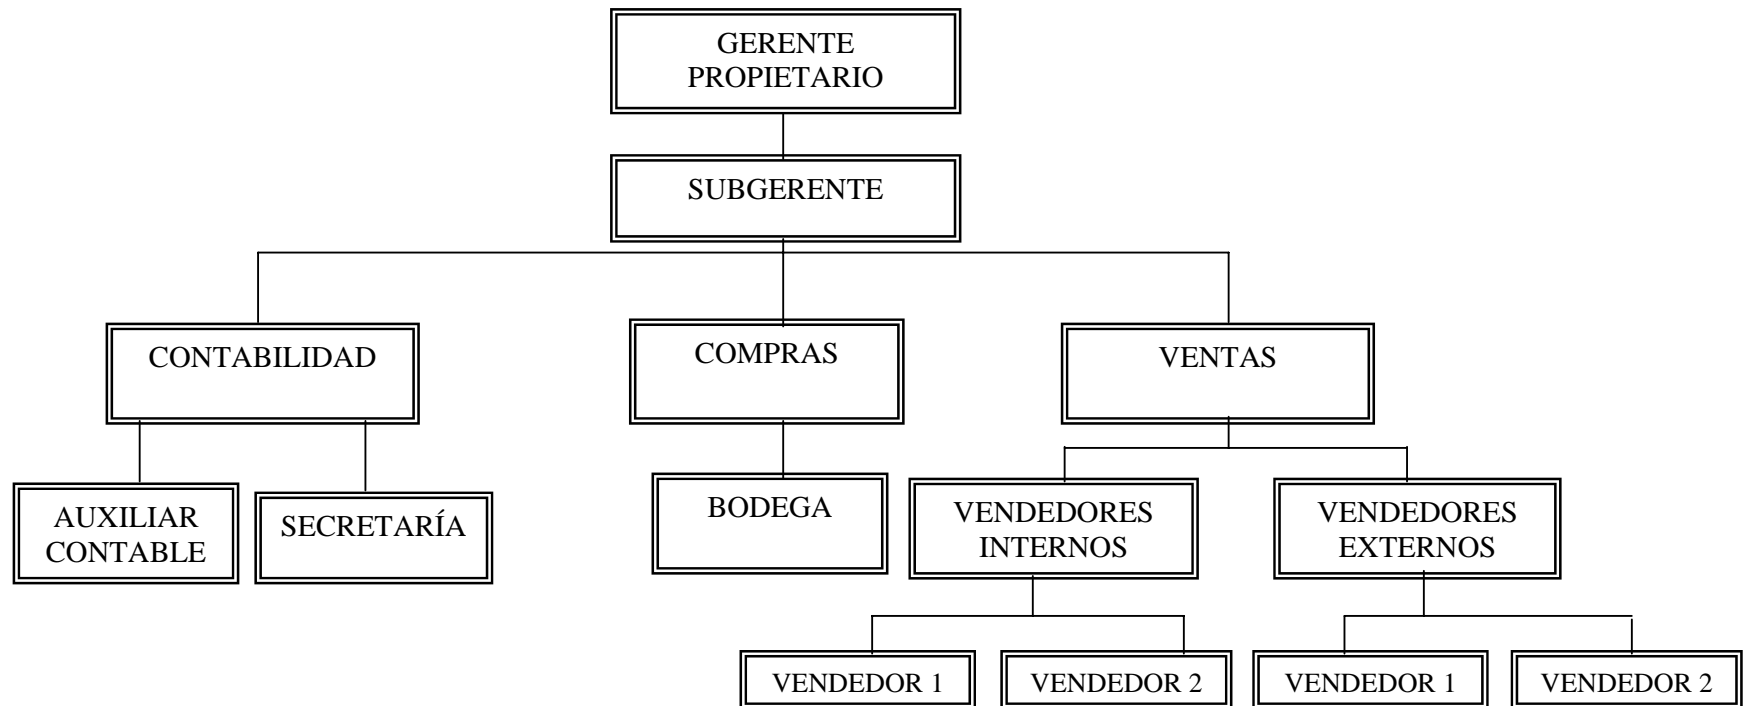 GERENTE
PROPIETARIO
SUBGERENTE
CONTABILIDAD
COMPRAS
VENTAS
AUXILIAR
CONTABLE
SECRETARÍA
BODEGA
VENDEDORES
INTERNOS
VENDEDORES
EXTERNOS
VENDEDOR 1
VENDEDOR 2
VENDEDOR 1
VENDEDOR 2